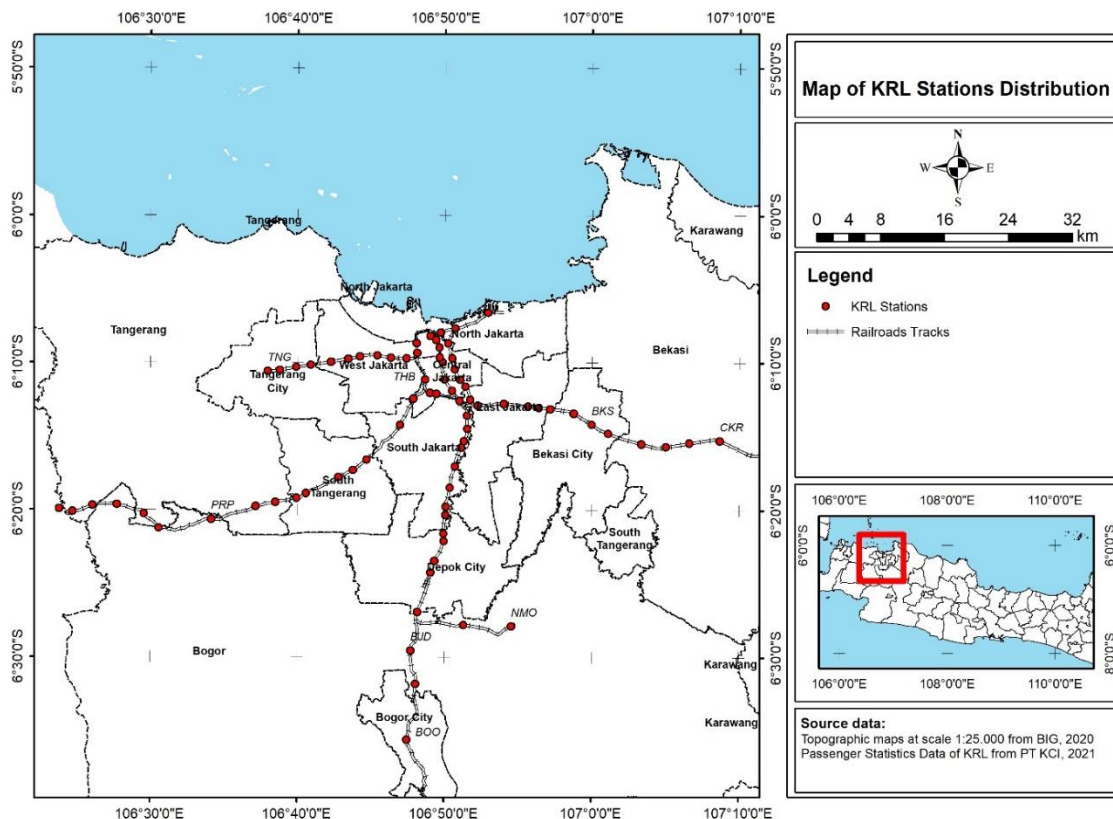 106°30'0"E 106°40'0"E 106°50'0"E 107°0'0"E 107°10'0"E
5°50'0"S
6°0'0"S
6°10'0"S
6°20'0"S
6°30'0"S
Tangerang
North Jakarta
Karawang
Tangerang
North Jakarta
Bekasi
TNG
West Jakarta
Central
Jakarta
Tangerang
City
THB
East Jakarta
BKS
CKR
South Jakarta
Bekasi City
South
Tangerang
PRP
South
Tangerang
Depok City
NMO
BJD
Bogor
Karawang
Bogor City
BOO
Karawang
5°50'0"S
6°0'0"S
6°10'0"S
6°20'0"S
6°30'0"S
106°30'0"E 106°40'0"E 106°50'0"E 107°0'0"E 107°10'0"E
Map of KRL Stations Distribution
N
W E
S
0 4 8 16 24 32
km
Legend
KRL Stations
Railroads Tracks
106°0'0"E 108°0'0"E 110°0'0"E
6°0'0"S
6°0'0"S
8°0'0"S
106°0'0"E 108°0'0"E 110°0'0"E
Source data:
Topographic maps at scale 1:25.000 from BIG, 2020
Passenger Statistics Data of KRL from PT KCI, 2021